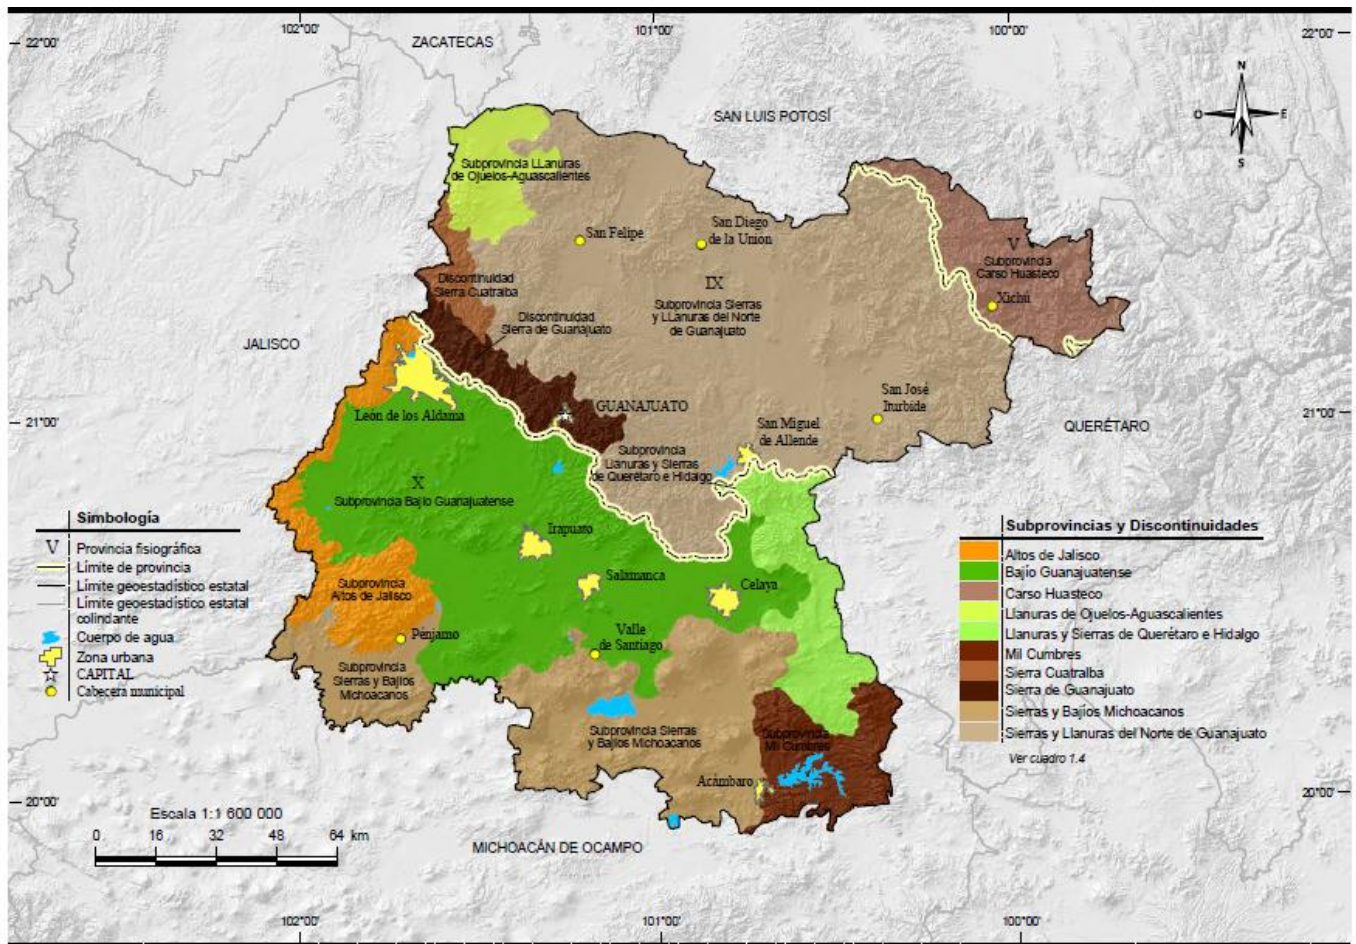 102°00'
101°00'
100°00'
22°00'
22°00'
ZACATECAS
SAN LUIS POTOSÍ
N
O
E
S
Subprovincia LLanuras
de Ojuelos-Aguascalientes
San Felipe
San Diego
de la Union
V
Subprovincia
Carso Huasteco
Xichú
Discontinuidad
Sierra Cuatralba
IX
Subprovincia Sierras
y LLanuras del Norte
de Guanajuato
Discontinuidad
Sierra de Guanajuato
JALISCO
León de los Aldama
GUANAJUATO
San José
Iturbide
21°00'
21°00'
San Miguel
de Allende
QUERÉTARO
Subprovincia
Llanuras y Sierras
de Querétaro e Hidalgo
X
Subprovincia Bajío Guanajuatense
Irapuato
Salamanca
Celaya
Subprovincia
Altos de Jalisco
Pénjamo
Valle
de Santiago
Subprovincia
Sierras y Bajíos
Michoacanos
Subprovincia Sierras
y Bajíos Michoacanos
Subprovincia
Mil Cumbres
Acámbaro
Simbología
V Provincia fisiográfica
Límite de provincia
Límite geoestadístico estatal
Límite geoestadístico estatal
colindante
Cuerpo de agua
Zona urbana
CAPITAL
Cabecera municipal
Subprovincias y Discontinuidades
Altos de Jalisco
Bajío Guanajuatense
Carso Huasteco
Llanuras de Ojuelos-Aguascalientes
Llanuras y Sierras de Querétaro e Hidalgo
Mil Cumbres
Sierra Cuatralba
Sierra de Guanajuato
Sierras y Bajíos Michoacanos
Sierras y Llanuras del Norte de Guanajuato
Ver cuadro 1.4
20°00'
20°00'
Escala 1:1 600 000
0 16 32 48 64 km
MICHOACÁN DE OCAMPO
102°00'
101°00'
100°00'